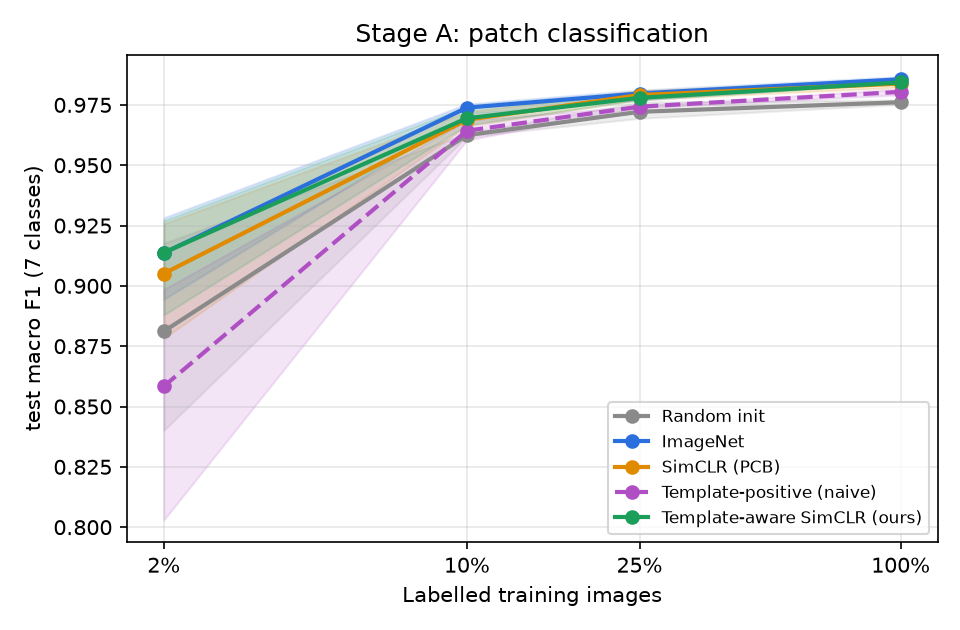 Stage A: patch classification
test macro F1 (7 classes)
0.975
0.950
0.925
0.900
0.875
0.850
0.825
0.800
Random init
ImageNet
SimCLR (PCB)
Template-positive (naive)
Template-aware SimCLR (ours)
2%
10%
25%
100%
Labelled training images